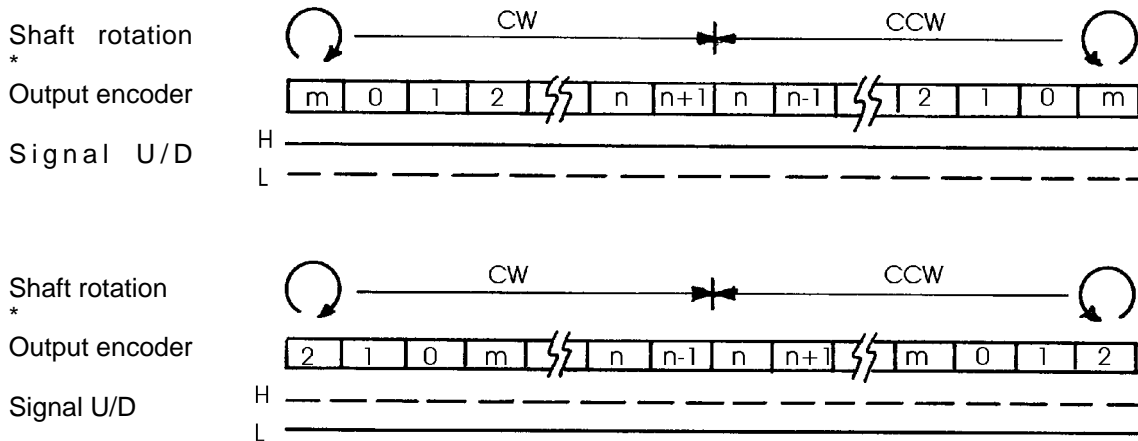 Shaft rotation CW CCW
*
Output encoder m 0 1 2 n n+1 n n-1 2 1 0 m
H
Signal U/D
L
Shaft rotation CW CCW
*
Output encoder 2 1 0 m n n-1 n n+1 m 0 1 2
H
Signal U/D
L